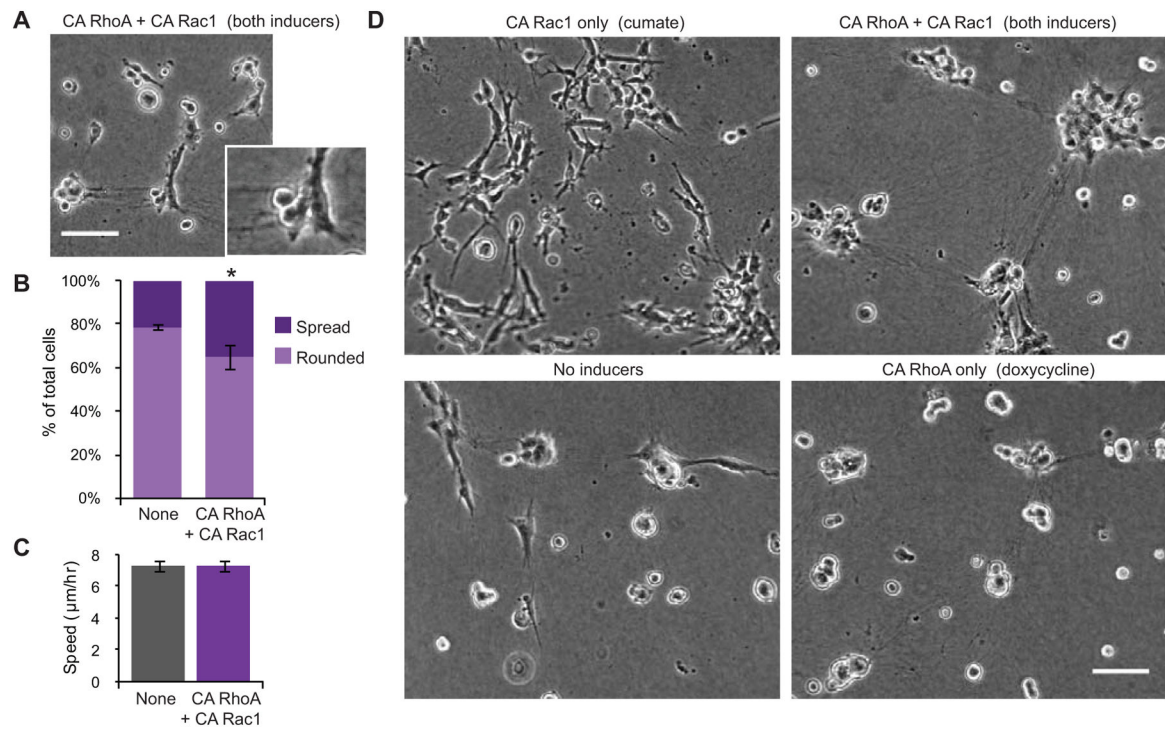 A
CA RhoA + CA Rac1 (both inducers)
B
100%
80%
60%
40%
20%
0%
% of total cells
*
Spread
Rounded
None
CA RhoA
+ CA Rac1
C
8
6
4
2
0
Speed (μm/hr)
None
CA RhoA
+ CA Rac1
D
CA Rac1 only (cumate)
CA RhoA + CA Rac1 (both inducers)
No inducers
CA RhoA only (doxycycline)